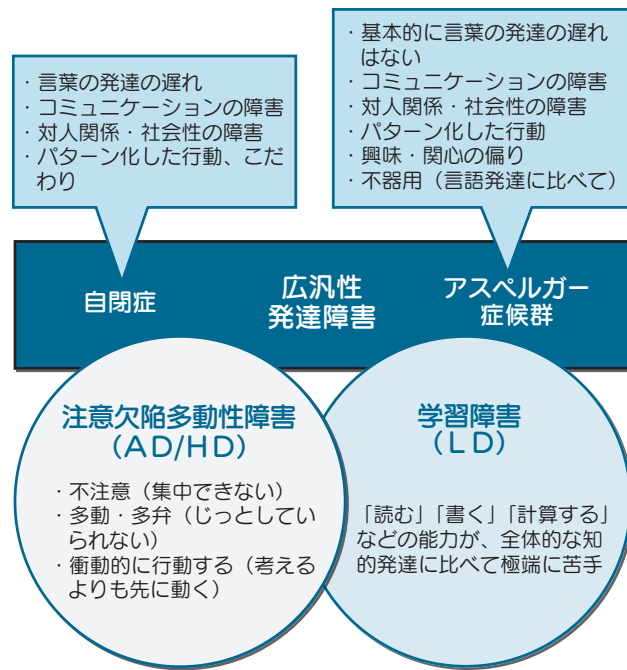 ・言葉の発達の遅れ
・コミュニケーションの障害
・対人関係・社会性の障害
・パターン化した行動、こだ
わり
・基本的に言葉の発達の遅れ
はない
・コミュニケーションの障害
・対人関係・社会性の障害
・パターン化した行動
・興味・関心の偏り
・不器用（言語発達に比べて）
自閉症
広汎性
発達障害
アスペルガー
症候群
注意欠陥多動性障害
（ＡＤ/ＨＤ）
・不注意（集中できない）
・多動・多弁（じっとしてい
られない）
・衝動的に行動する（考える
よりも先に動く）
学習障害
（ＬＤ）
「読む」「書く」「計算する」
などの能力が、全体的な知
的発達に比べて極端に苦手